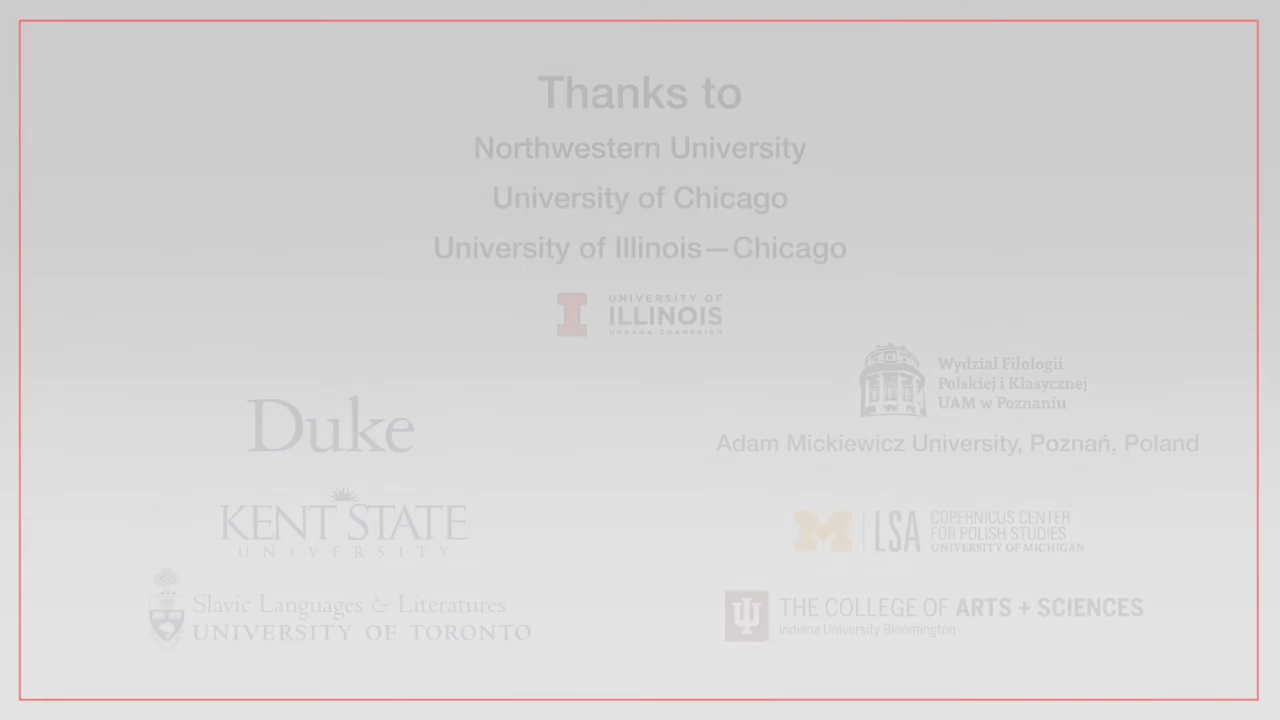 Thanks to
Northwestern University
University of Chicago
University of Illinois—Chicago
UNIVERSITY OF
ILLINOIS
URBANA CHAMPAIGN
Wydział Filologii
Polskiej i Klasycznej
UAM w Poznaniu
Adam Mickiewicz University, Poznań, Poland
Duke
KENT STATE
UNIVERSITY
M LSA
COPERNICUS CENTER
FOR POLISH STUDIES
UNIVERSITY OF MICHIGAN
Slavic Languages & Literatures
UNIVERSITY OF TORONTO
THE COLLEGE OF ARTS + SCIENCES
Indiana University Bloomington